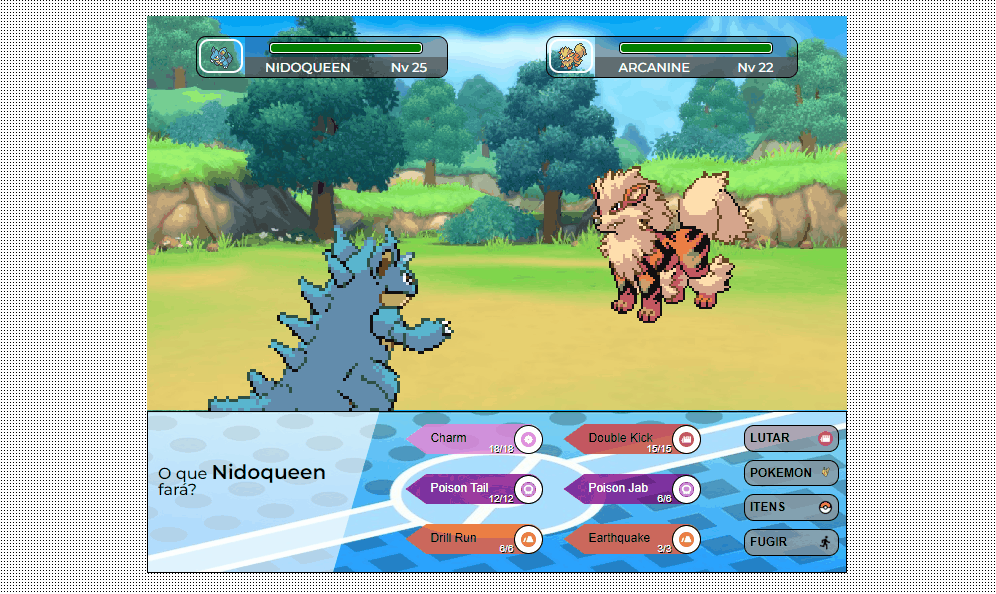 NIDOQUEEN Nv 25
ARCANINE Nv 22
O que Nidoqueen
fará?
Charm
18/18
Double Kick
15/15
Poison Tail
12/12
Poison Jab
6/6
Drill Run
6/6
Earthquake
3/3
LUTAR
POKEMON
ITENS
FUGIR